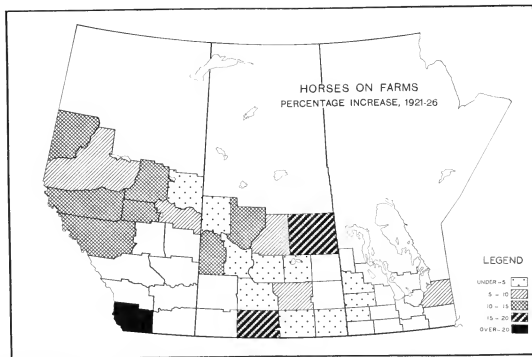 HORSES ON FARMS
PERCENTAGE INCREASE, 1921-26
LEGEND
UNDER-5
5 - 10
10 - 15
15 - 20
OVER-20